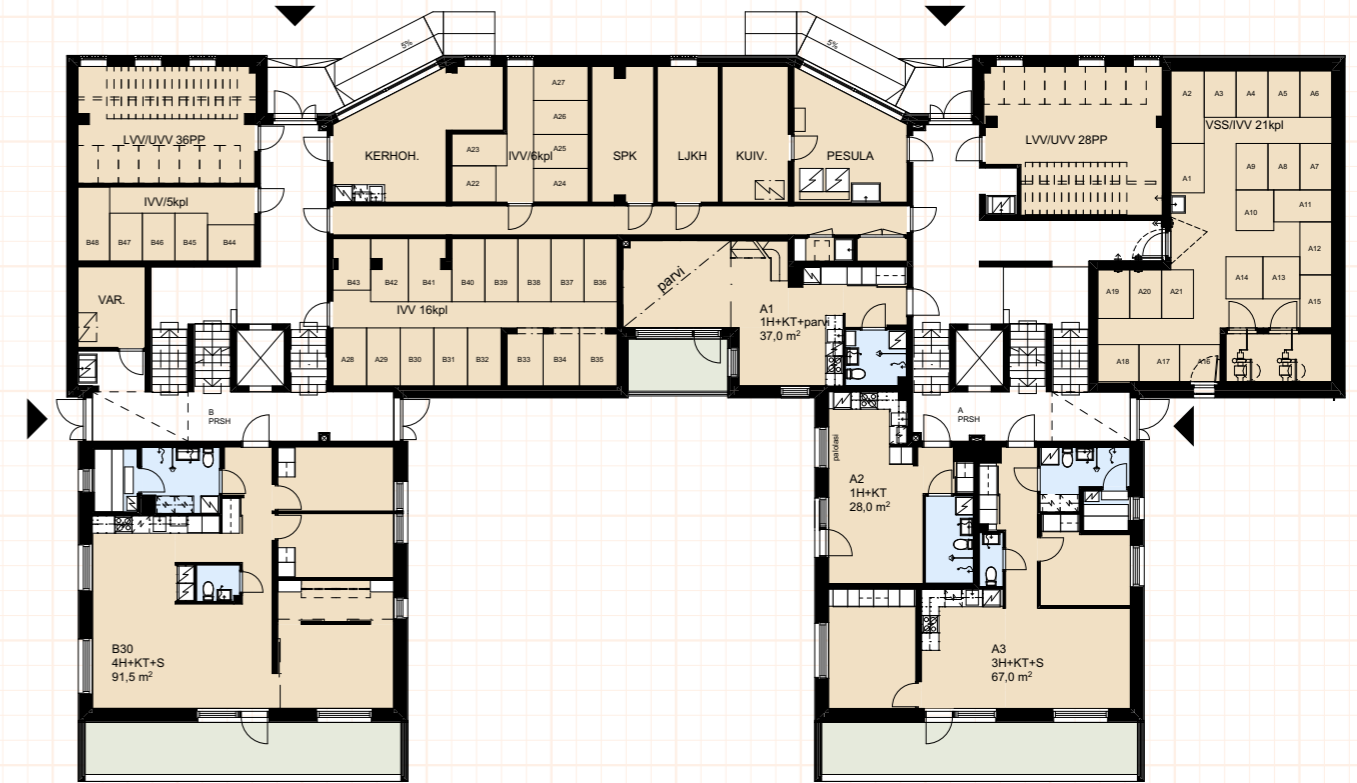 5%
5%
LVV/UVV 36PP
KERHOH.
A27
A26
A25
A24
A23
A22
IVV/6kpl
SPK
LJKH
KUIV.
PESULA
LVV/UVV 28PP
A2
A3
A4
A5
A6
VSS/IVV 21kpl
A1
A9
A8
A7
A10
A11
A12
A14
A13
A15
A19
A20
A21
A18
A17
A16
IVV/5kpl
B48
B47
B46
B45
B44
VAR.
B43
B42
B41
B40
B39
B38
B37
B36
IVV 16kpl
A28
A29
B30
B31
B32
B33
B34
B35
parvi
A1
1H+KT+parvi
37,0 m²
B
PRSH
A
PRSH
palolasi
A2
1H+KT
28,0 m²
B30
4H+KT+S
91,5 m²
A3
3H+KT+S
67,0 m²